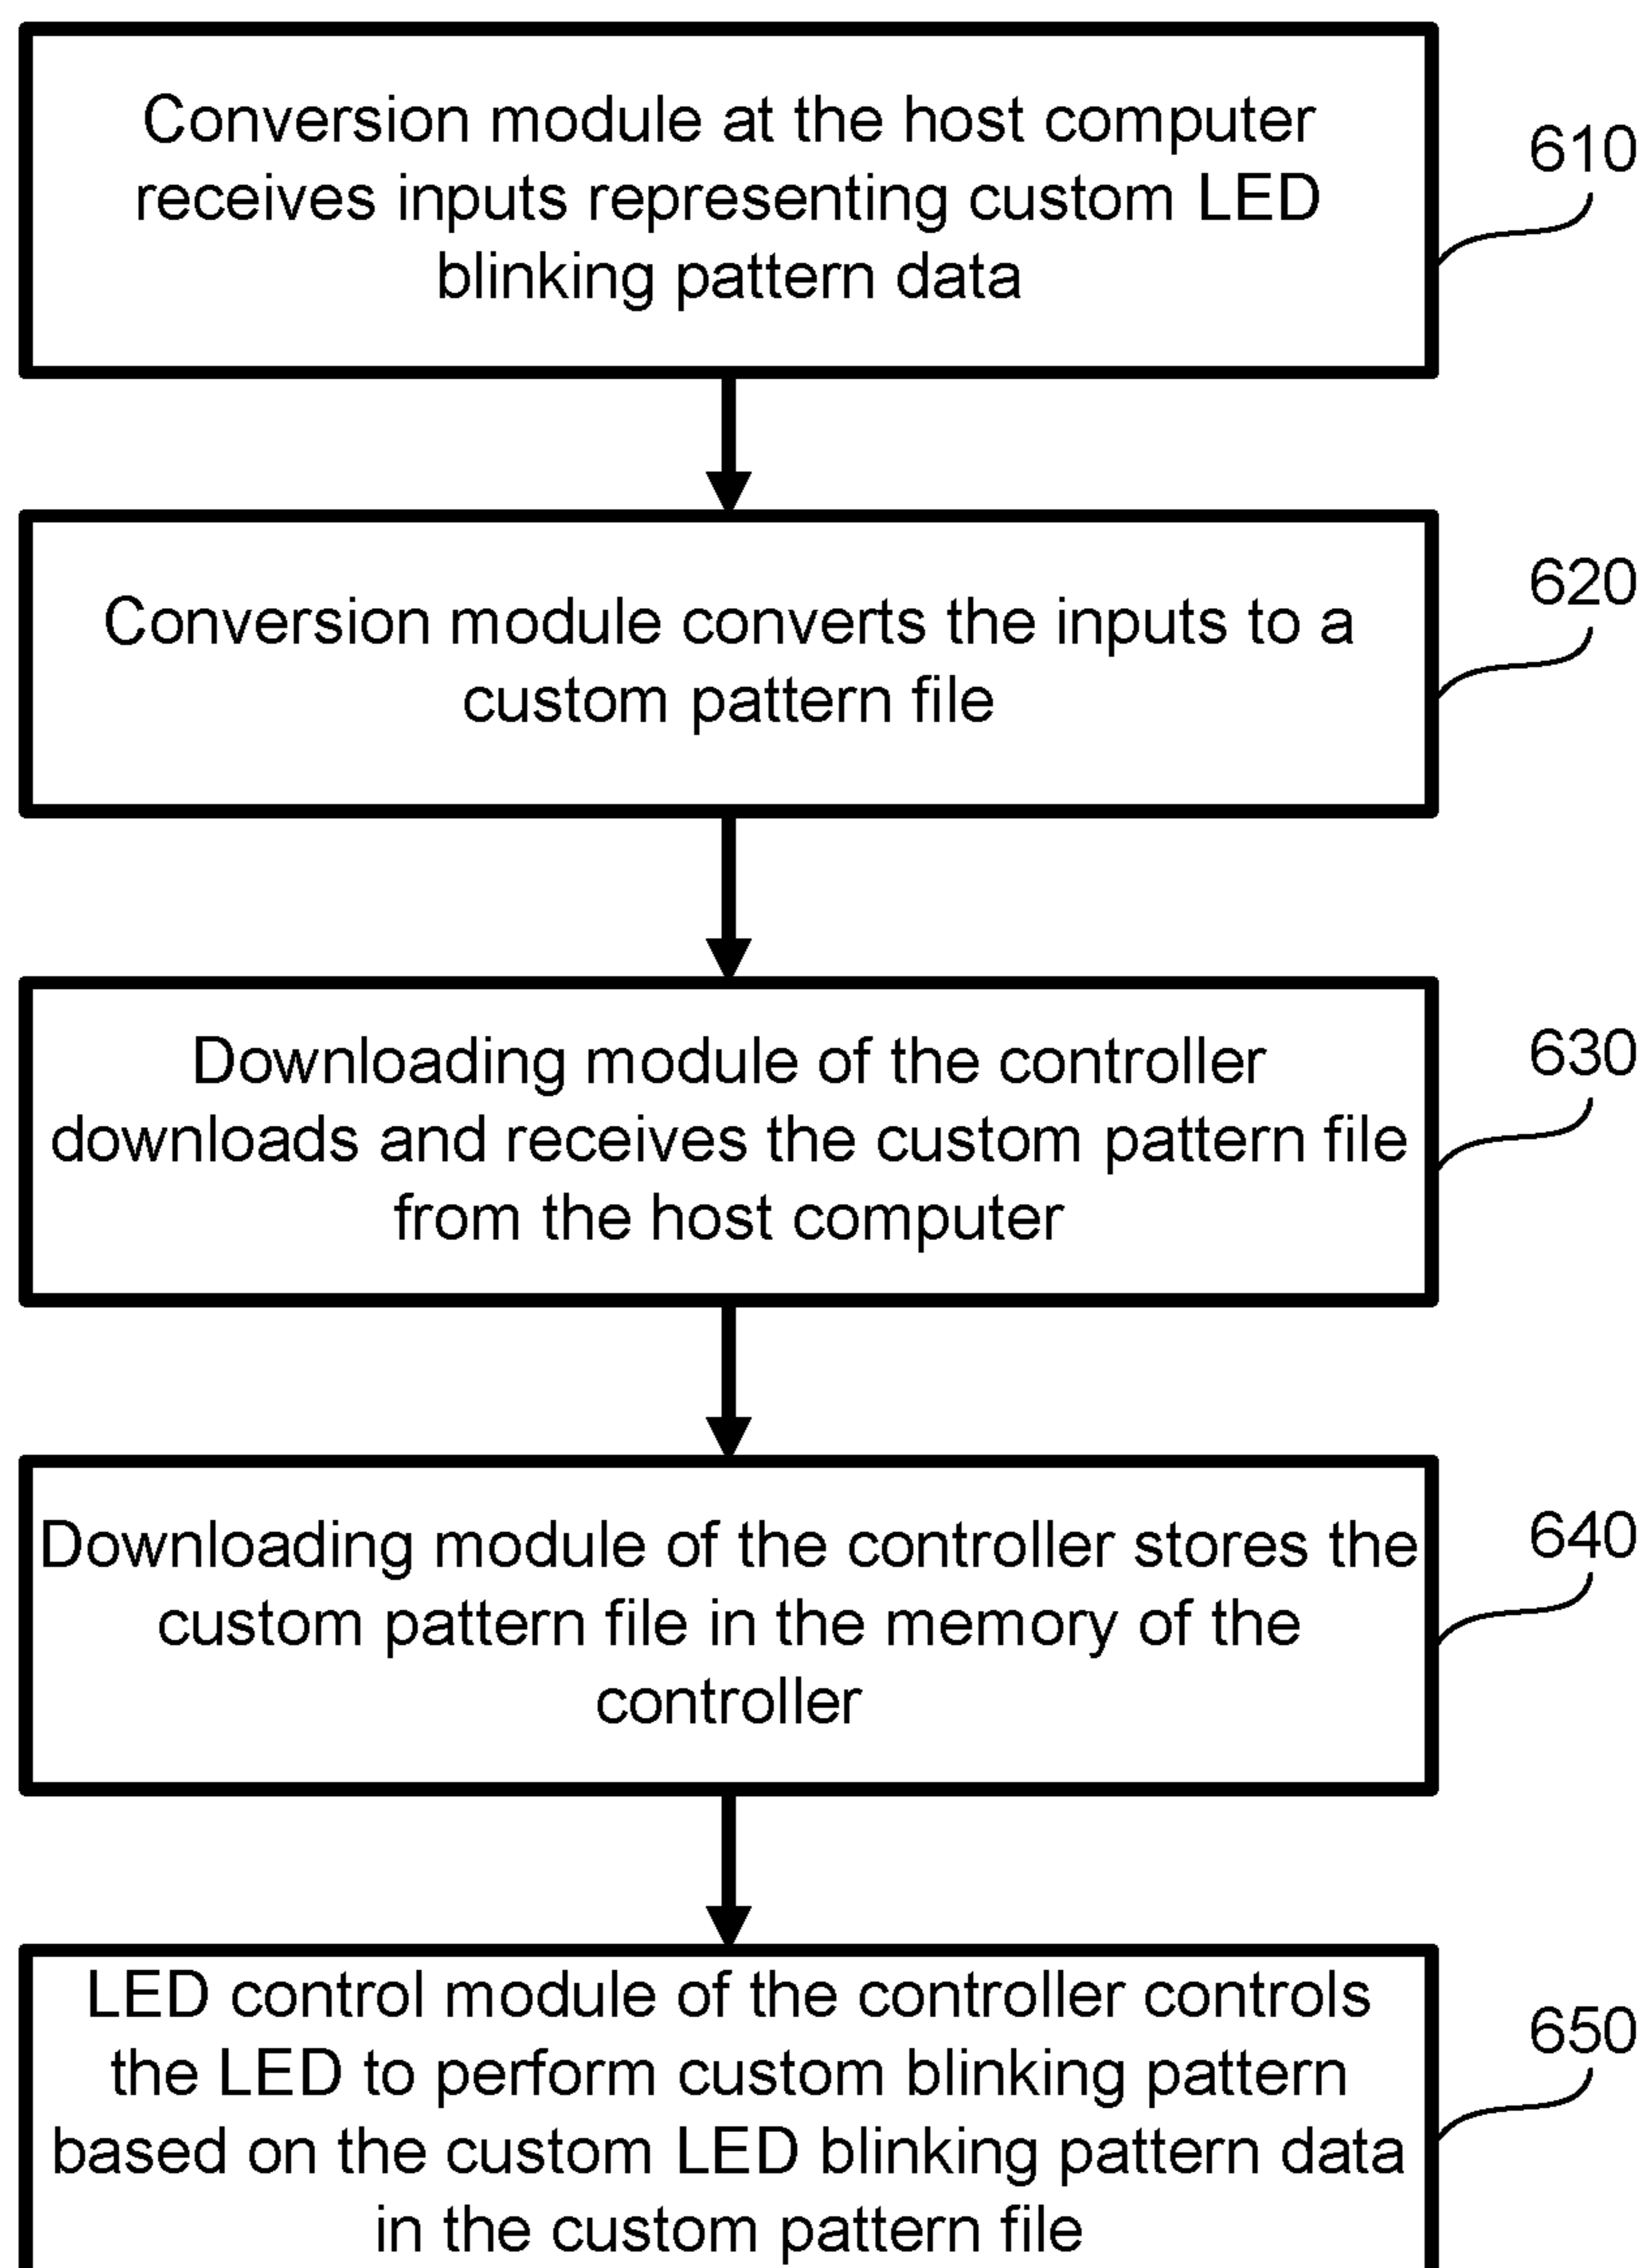 Conversion module at the host computer
receives inputs representing custom LED
blinking pattern data
610
Conversion module converts the inputs to a
custom pattern file
620
Downloading module of the controller
downloads and receives the custom pattern file
from the host computer
630
Downloading module of the controller stores the
custom pattern file in the memory of the
controller
640
LED control module of the controller controls
the LED to perform custom blinking pattern
based on the custom LED blinking pattern data
in the custom pattern file
650